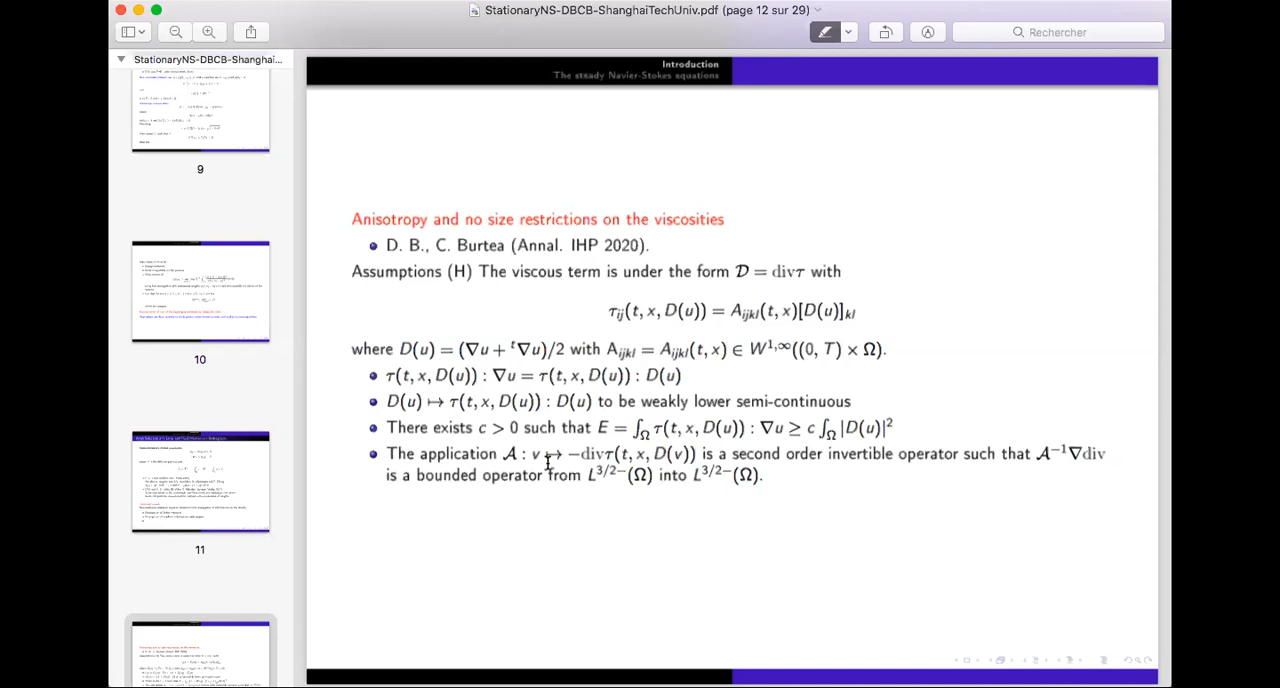 StationaryNS-DBCB-ShanghaiTechUniv.pdf (page 12 sur 29)
Rechercher
StationaryNS-DBCB-Shanghai...
9
10
11
Introduction
The steady Navier-Stokes equations
Anisotropy and no size restrictions on the viscosities
D. B., C. Burtea (Annal. IHP 2020).
Assumptions (H) The viscous term is under the form 𝒟 = divτ with
τ_ij(t, x, D(u)) = A_ijkl(t, x)[D(u)]_kl
where D(u) = (∇u + ᵗ∇u)/2 with A_ijkl = A_ijkl(t, x) ∈ W^{1,∞}((0, T) × Ω).
τ(t, x, D(u)) : ∇u = τ(t, x, D(u)) : D(u)
D(u) ↦ τ(t, x, D(u)) : D(u) to be weakly lower semi-continuous
There exists c > 0 such that E = ∫_Ω τ(t, x, D(u)) : ∇u ≥ c ∫_Ω |D(u)|²
The application 𝒜 : v ↦ −divτ(t, x, D(v)) is a second order invertible operator such that 𝒜⁻¹∇div
is a bounded operator from L^{3/2−}(Ω) into L^{3/2−}(Ω).